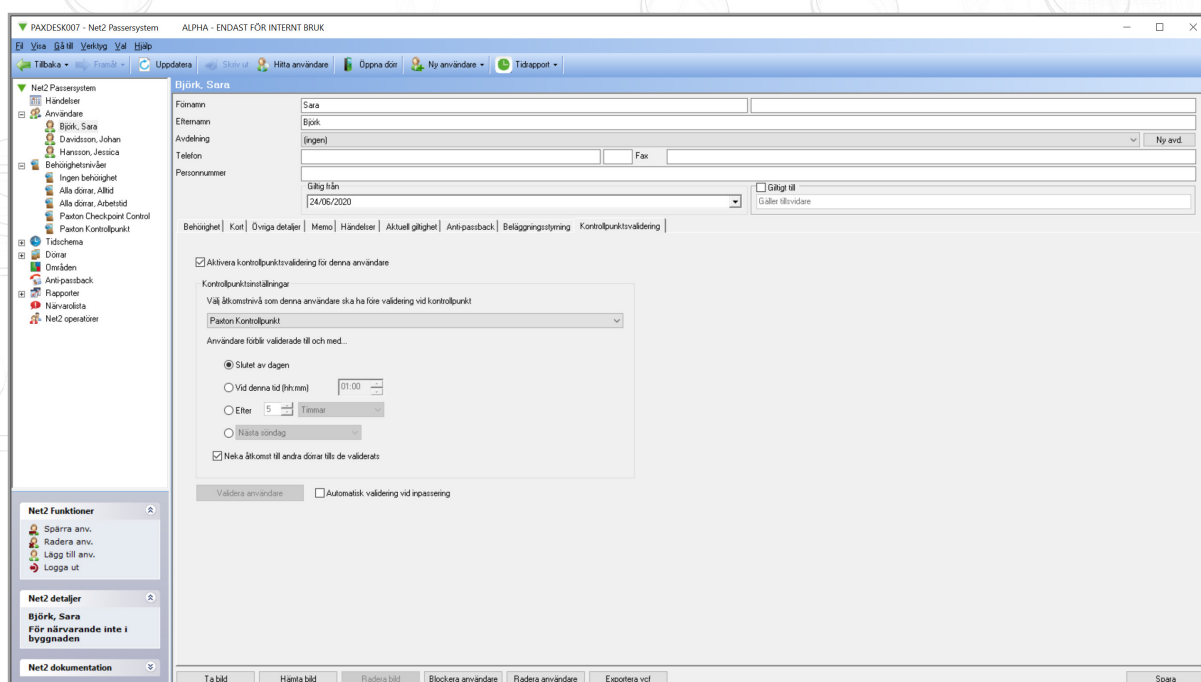 PAXDESK007 - Net2 Passersystem ALPHA - ENDAST FÖR INTERNT BRUK
Fil Visa Gå till Verktyg Val Hjälp
Tillbaka Framåt Uppdatera Skriv ut Hitta användare Öppna dörr Ny användare Tidrapport
Net2 Passersystem
Händelser
Användare
Björk, Sara
Davidsson, Johan
Hansson, Jessica
Behörighetsnivåer
Ingen behörighet
Alla dörrar, Alltid
Alla dörrar, Arbetstid
Paxton Checkpoint Control
Paxton Kontrollpunkt
Tidschema
Dörrar
Områden
Anti-passback
Rapporter
Närvarolista
Net2 operatörer
Net2 Funktioner
Spärra anv.
Radera anv.
Lägg till anv.
Logga ut
Net2 detaljer
Björk, Sara
För närvarande inte i
byggnaden
Net2 dokumentation
Björk, Sara
Förnamn Sara
Efternamn Björk
Avdelning (ingen) Ny avd.
Telefon Fax
Personnummer
Giltig från Giltigt till
24/06/2020 Gäller tillsvidare
Behörighet Kort Övriga detaljer Memo Händelser Aktuell giltighet Anti-passback Beläggningsstyrning Kontrollpunktsvalidering
Aktivera kontrollpunktsvalidering för denna användare
Kontrollpunktsinställningar
Välj åtkomstnivå som denna användare ska ha före validering vid kontrollpunkt
Paxton Kontrollpunkt
Användare förblir validerade till och med...
Slutet av dagen
Vid denna tid (hh:mm) 01:00
Efter 5 Timmar
Nästa söndag
Neka åtkomst till andra dörrar tills de validerats
Validera användare Automatisk validering vid inpassering
Ta bild Hämta bild Radera bild Blockera användare Radera användare Exportera vcf Spara